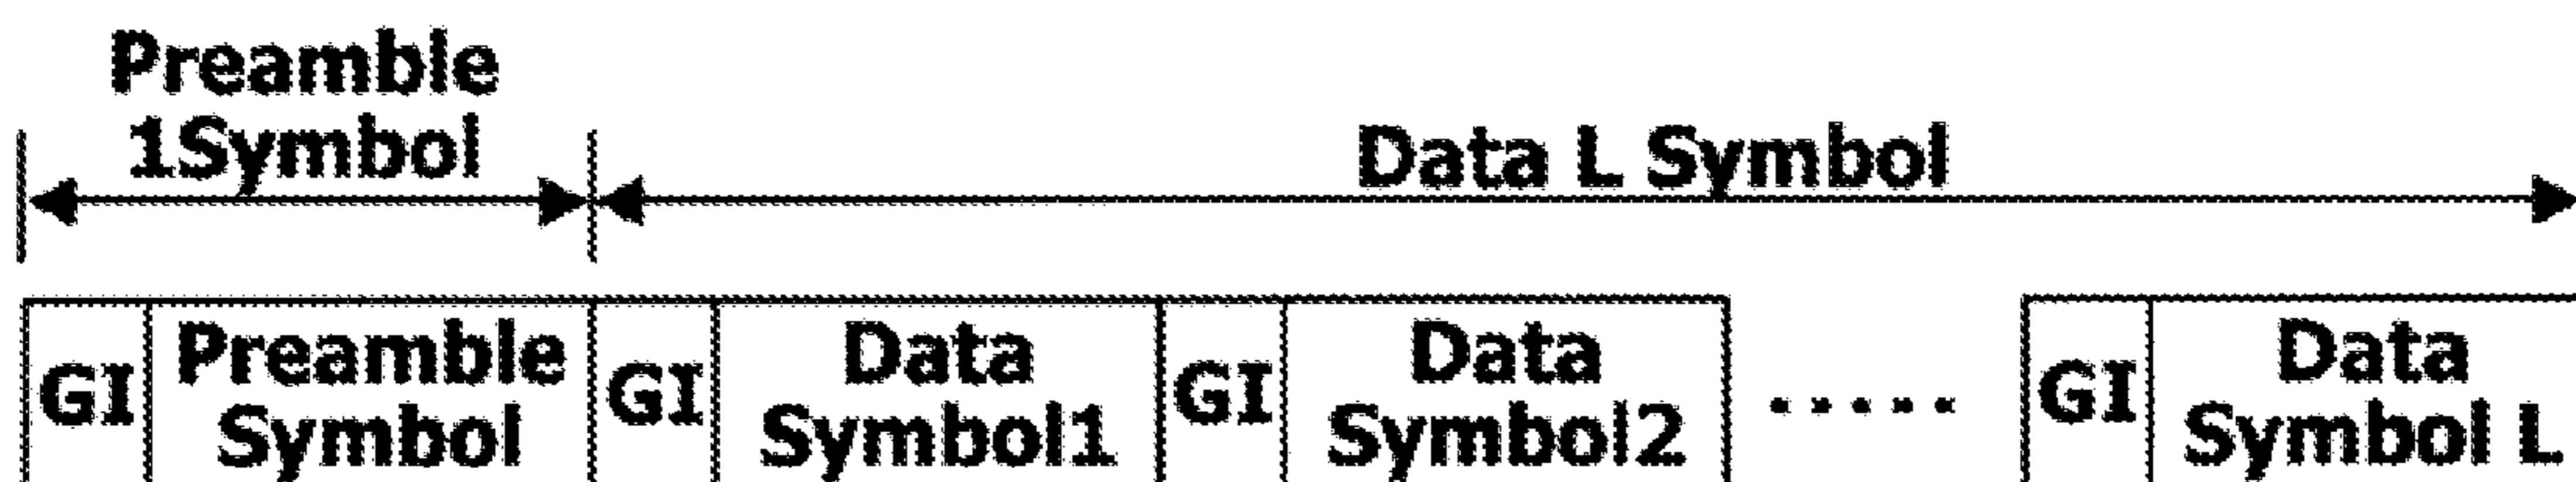 Preamble
1Symbol
Data L Symbol
GI
Preamble
Symbol
GI
Data
Symbol1
GI
Data
Symbol2
.....
GI
Data
Symbol L